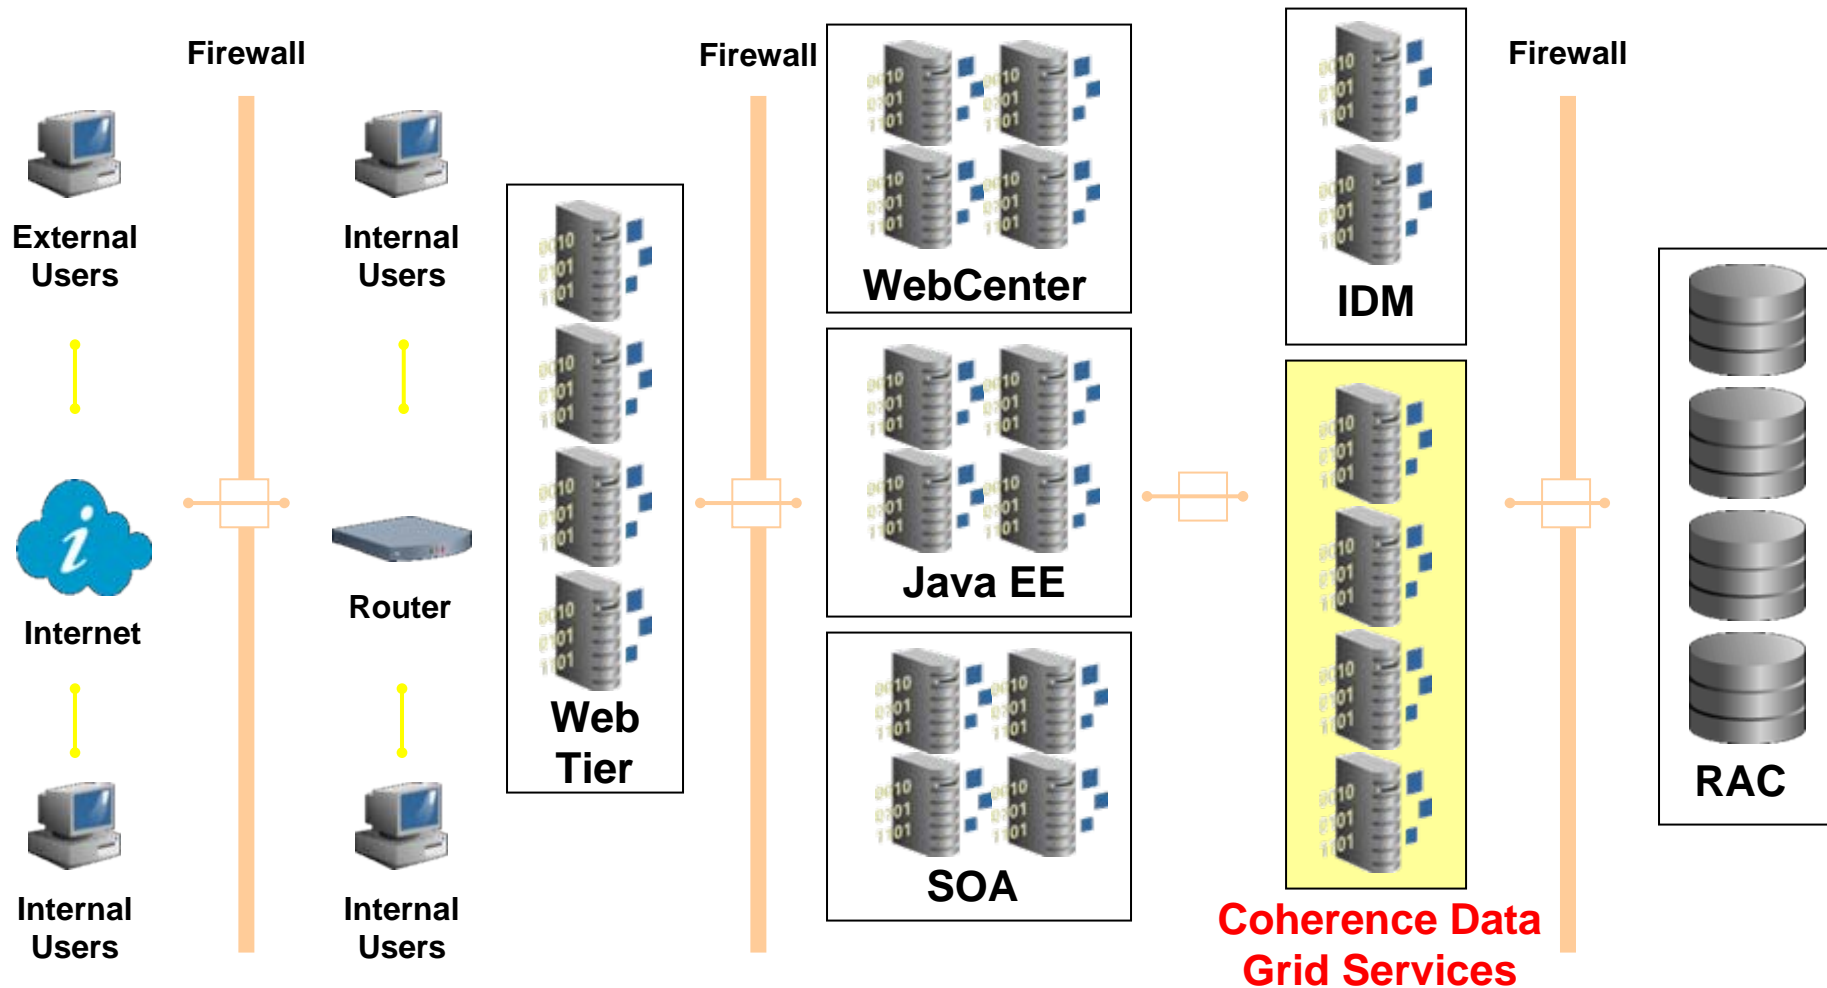 Firewall
Firewall
Firewall
External
Users
Internal
Users
WebCenter
IDM
Internet
Router
Java EE
Web
Tier
RAC
SOA
Internal
Users
Internal
Users
Coherence Data
Grid Services